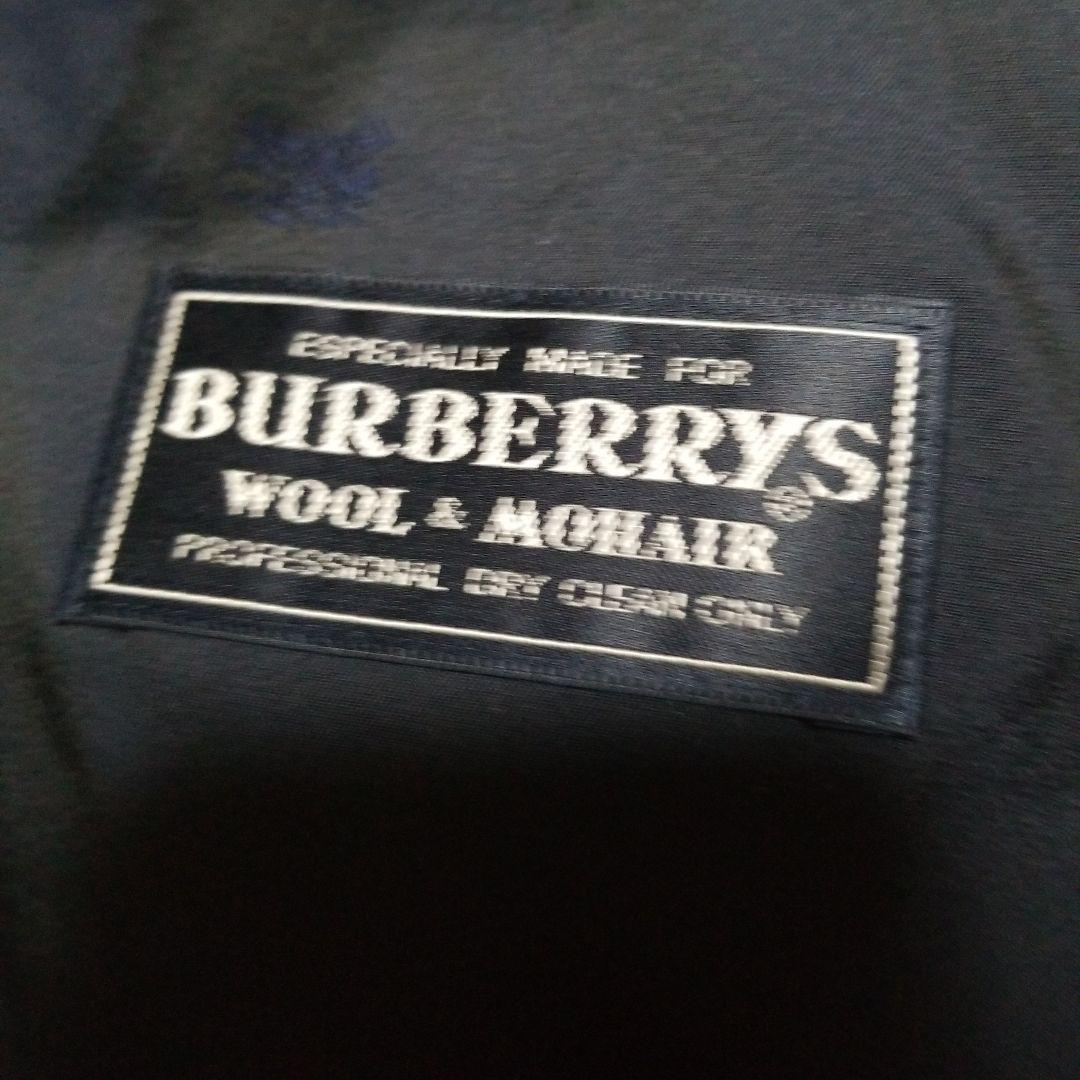 ESPECIALLY MADE FOR
BURBERRYS®
WOOL & MOHAIR
PROFESSIONAL DRY CLEAN ONLY